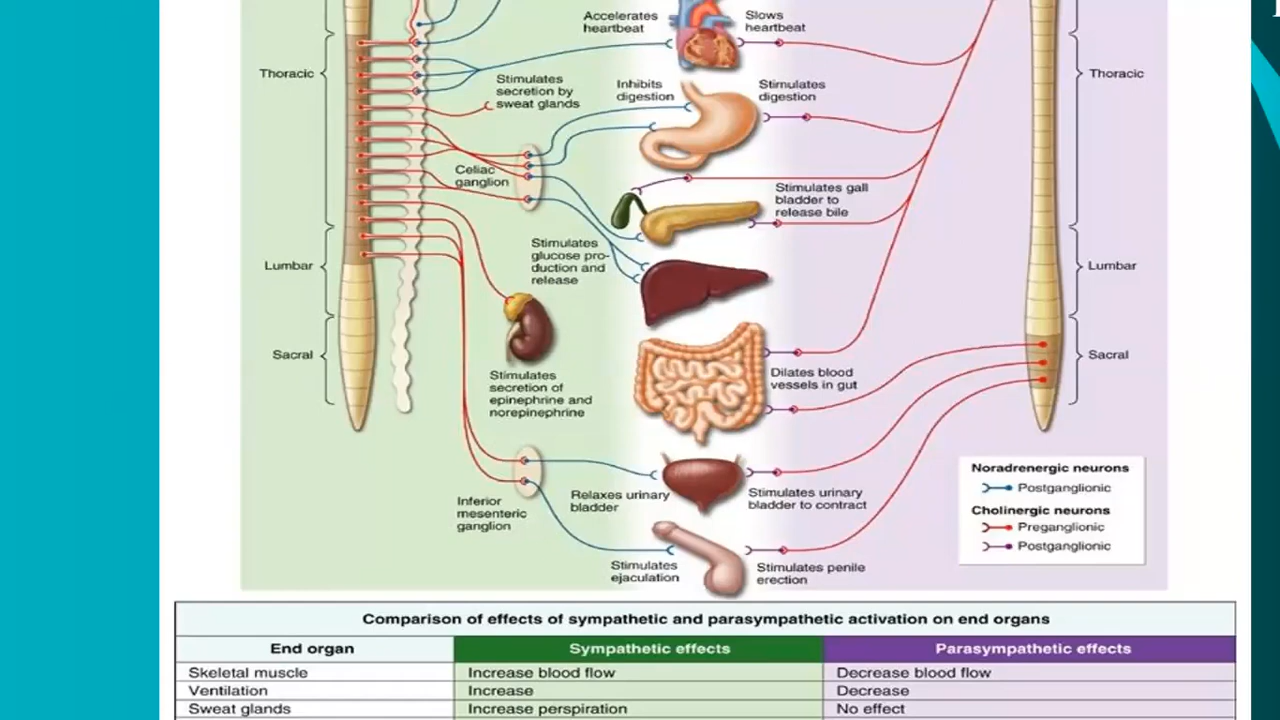 Accelerates
heartbeat
Slows
heartbeat
Thoracic
Stimulates
secretion by
sweat glands
Inhibits
digestion
Stimulates
digestion
Thoracic
Celiac
ganglion
Stimulates gall
bladder to
release bile
Stimulates
glucose pro-
duction and
release
Lumbar
Lumbar
Sacral
Sacral
Stimulates
secretion of
epinephrine and
norepinephrine
Dilates blood
vessels in gut
Inferior
mesenteric
ganglion
Relaxes urinary
bladder
Stimulates urinary
bladder to contract
Stimulates
ejaculation
Stimulates penile
erection
Noradrenergic neurons
Postganglionic
Cholinergic neurons
Preganglionic
Postganglionic
Comparison of effects of sympathetic and parasympathetic activation on end organs
End organ Sympathetic effects Parasympathetic effects
Skeletal muscle Increase blood flow Decrease blood flow
Ventilation Increase Decrease
Sweat glands Increase perspiration No effect